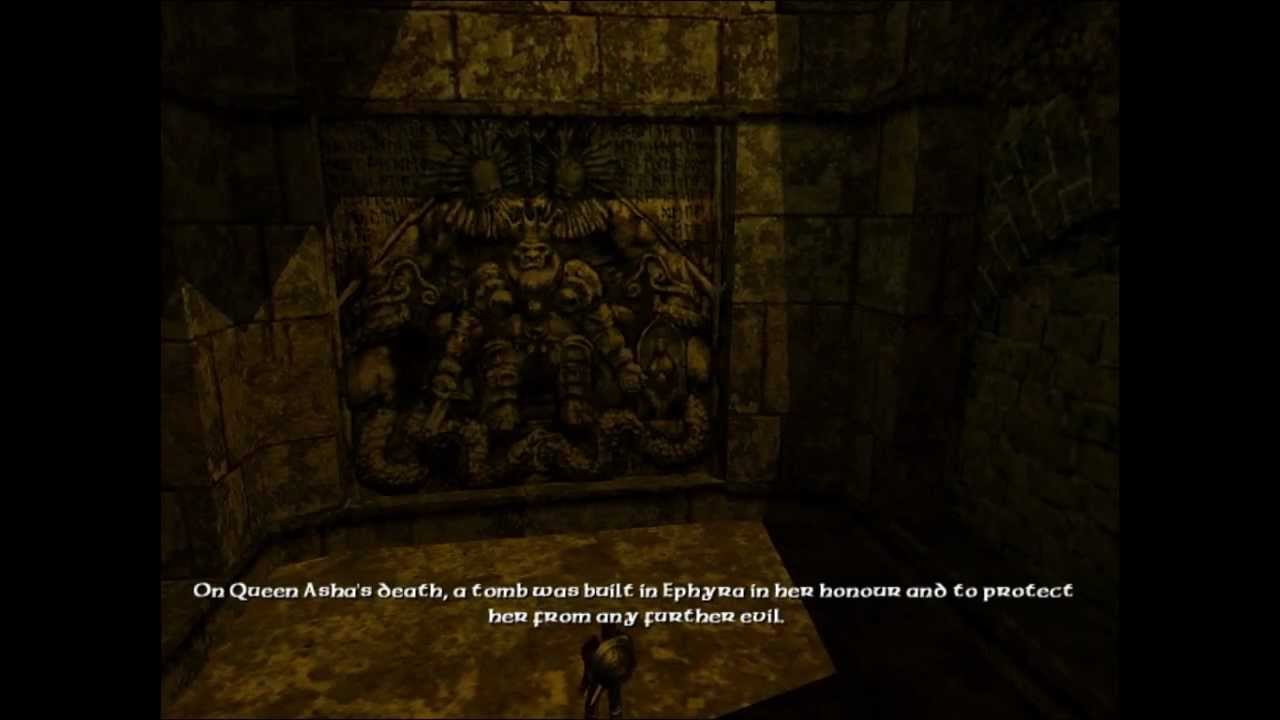 On Queen Asha's death, a tomb was built in Ephyra in her honour and to protect
her from any further evil.